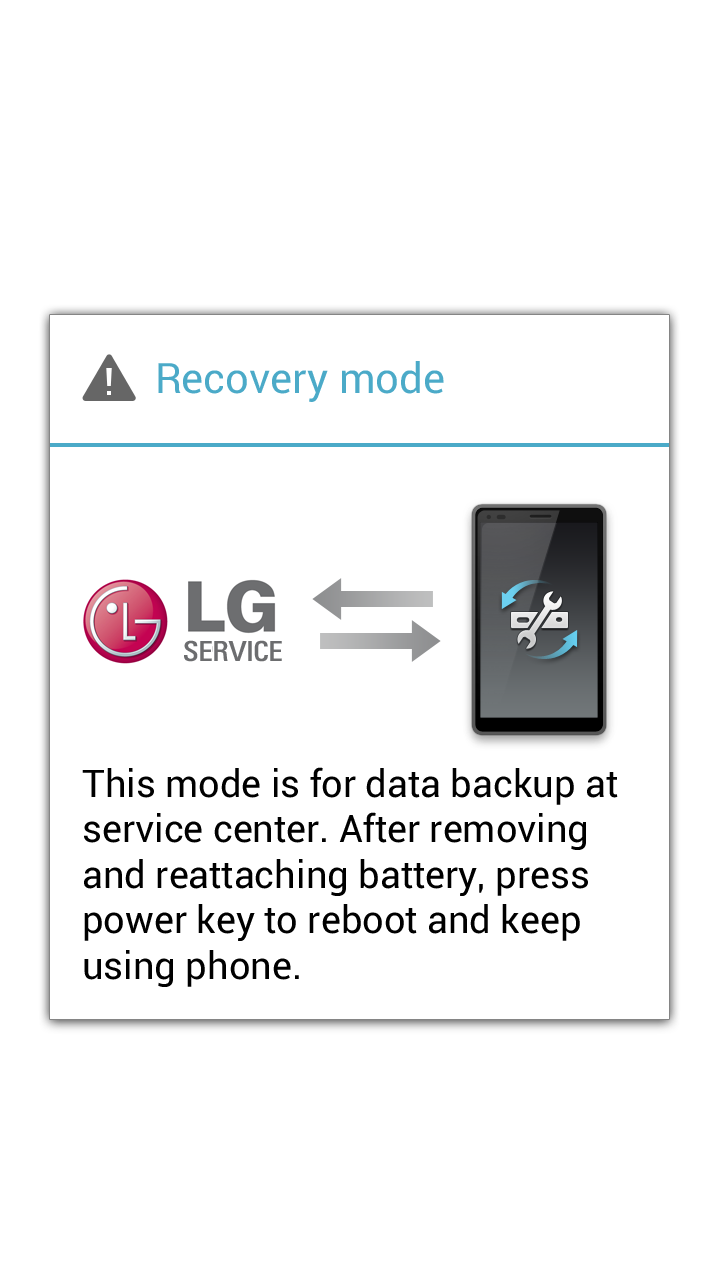 Recovery mode
LG
SERVICE
This mode is for data backup at
service center. After removing
and reattaching battery, press
power key to reboot and keep
using phone.